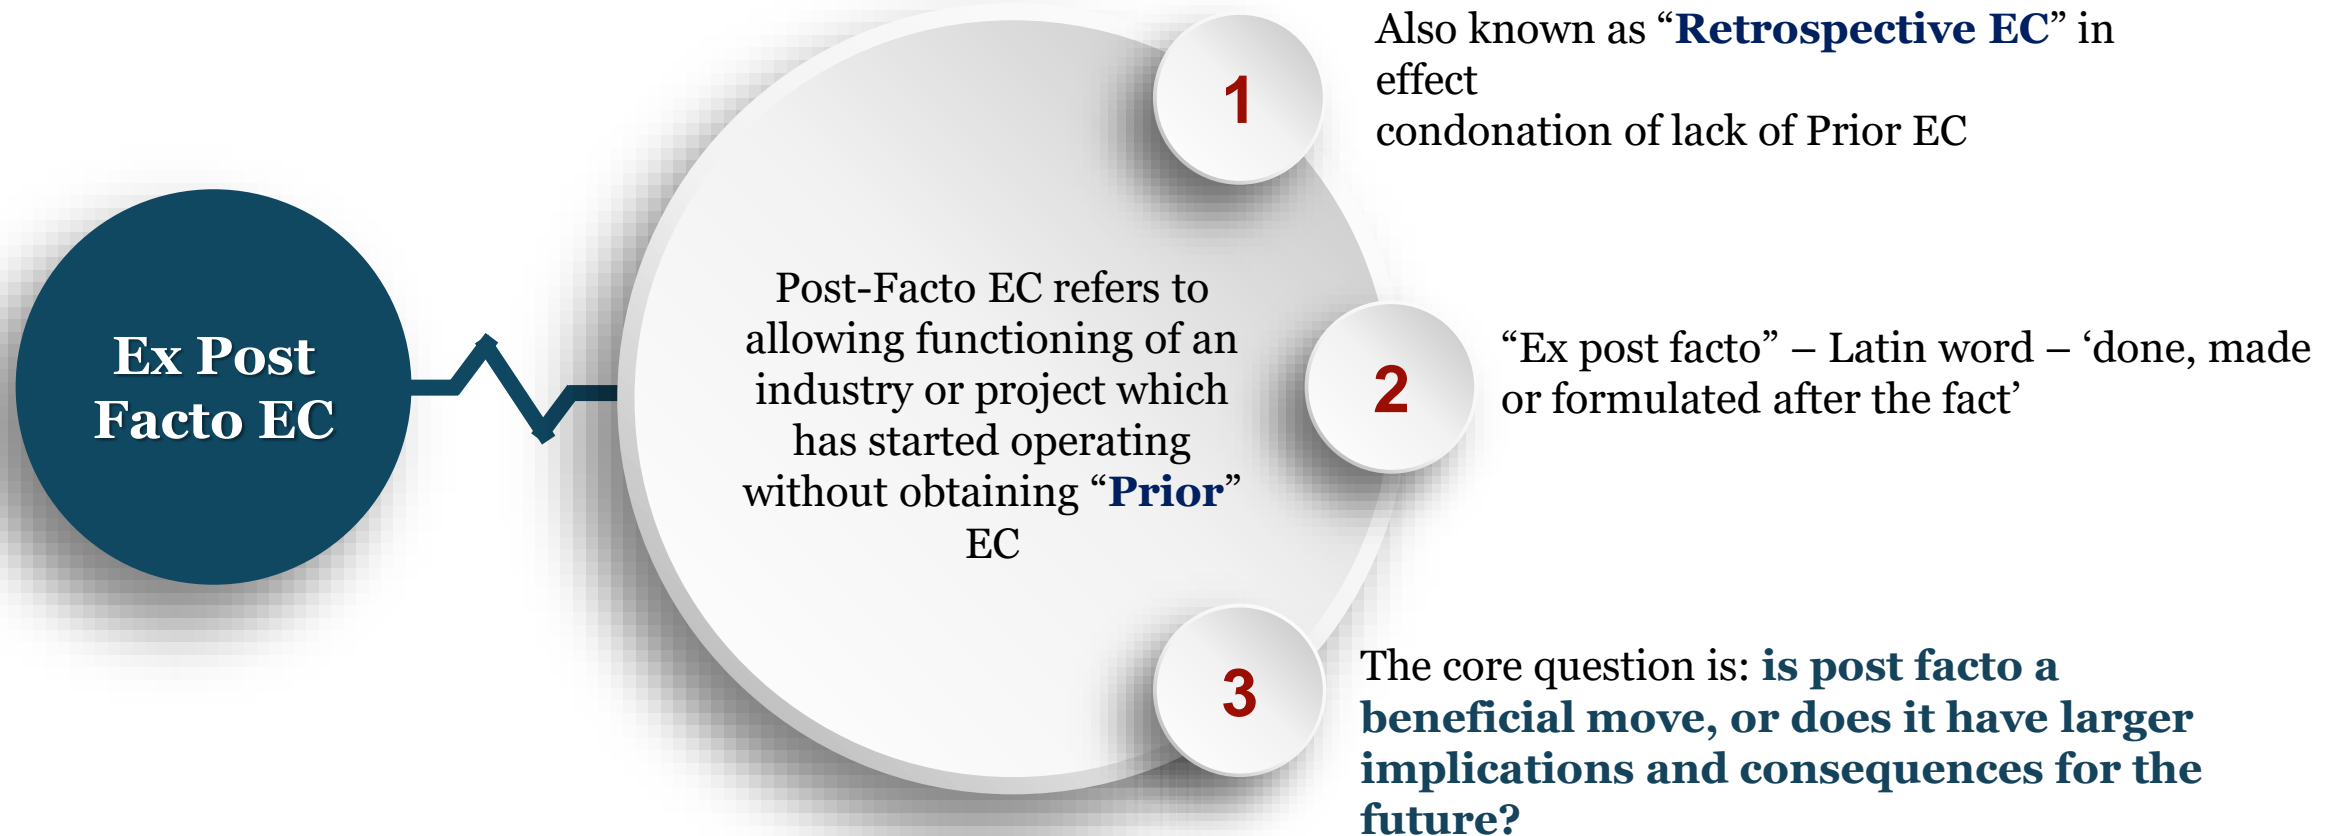 Ex Post
Facto EC
Post-Facto EC refers to
allowing functioning of an
industry or project which
has started operating
without obtaining “Prior”
EC
1
Also known as “Retrospective EC” in
effect
condonation of lack of Prior EC
2
“Ex post facto” – Latin word – ‘done, made
or formulated after the fact’
3
The core question is: is post facto a
beneficial move, or does it have larger
implications and consequences for the
future?